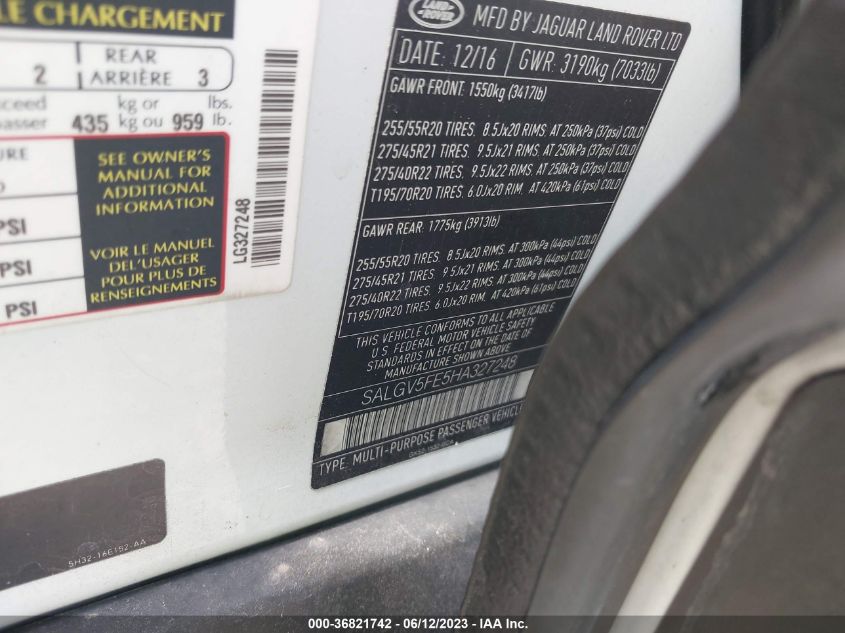 LE CHARGEMENT
2
REAR
ARRIÈRE
3
kg or lbs.
435 kg ou 959 lb.
SEE OWNER'S
MANUAL FOR
ADDITIONAL
INFORMATION
VOIR LE MANUEL
DEL'USAGER
POUR PLUS DE
RENSEIGNEMENTS
PSI
PSI
PSI
LG327248
LAND ROVER
MFD BY JAGUAR LAND ROVER LTD
DATE: 12/16
GWR: 3190kg (7033lb)
GAWR FRONT: 1550kg (3417lb)
255/55R20 TIRES. 8.5Jx20 RIMS. AT 250kPa (37psi) COLD
275/45R21 TIRES. 9.5Jx21 RIMS. AT 250kPa (37psi) COLD
275/40R22 TIRES. 9.5Jx22 RIMS. AT 250kPa (37psi) COLD
T195/70R20 TIRES. 6.0Jx20 RIM. AT 420kPa (61psi) COLD
GAWR REAR: 1775kg (3913lb)
255/55R20 TIRES. 8.5Jx20 RIMS. AT 300kPa (44psi) COLD
275/45R21 TIRES. 9.5Jx21 RIMS. AT 300kPa (44psi) COLD
275/40R22 TIRES. 9.5Jx22 RIMS. AT 300kPa (44psi) COLD
T195/70R20 TIRES. 6.0Jx20 RIM. AT 420kPa (61psi) COLD
THIS VEHICLE CONFORMS TO ALL APPLICABLE
U.S. FEDERAL MOTOR VEHICLE SAFETY
STANDARDS IN EFFECT ON THE DATE OF
MANUFACTURE SHOWN ABOVE
SALGV5FE5HA327248
TYPE: MULTI-PURPOSE PASSENGER VEHICLE
5H32-16E152-AA
000-36821742 - 06/12/2023 - IAA Inc.